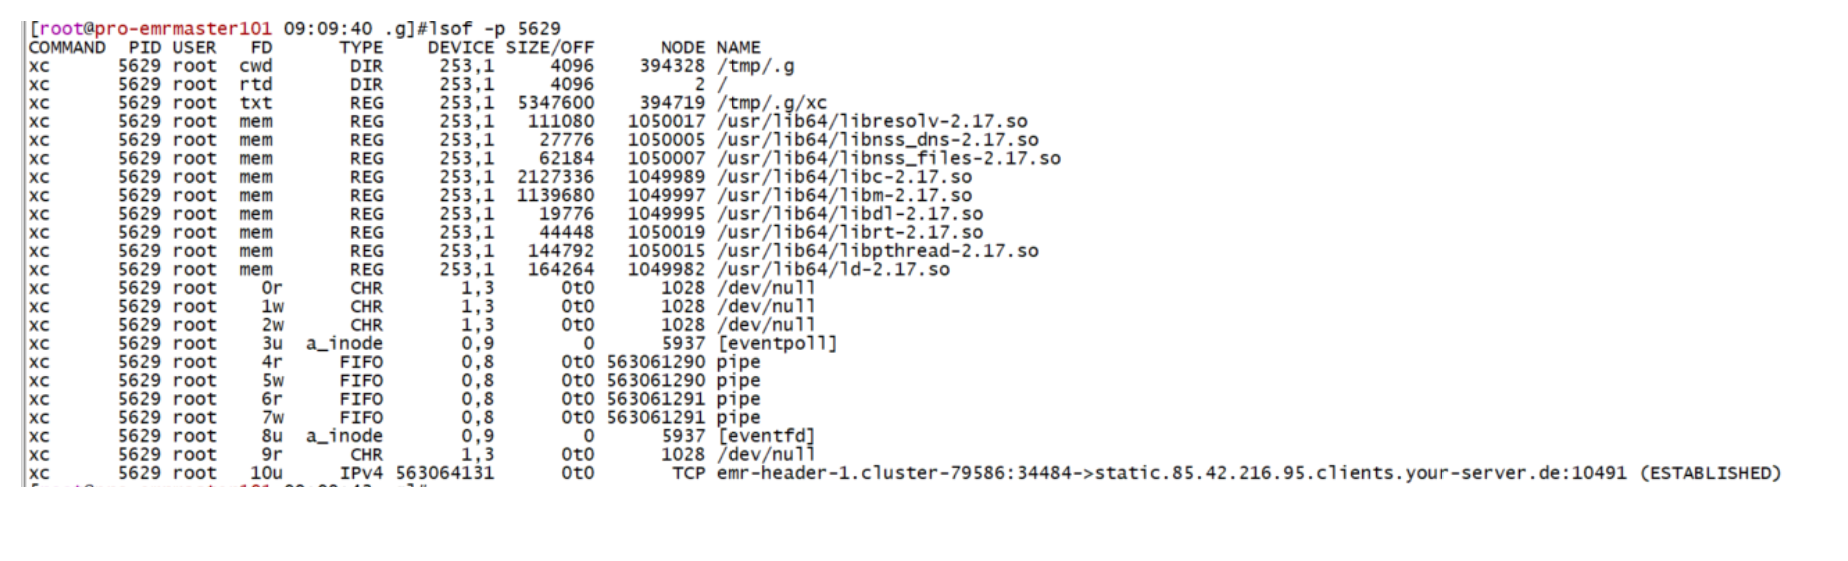 [root@pro-emrmaster101 09:09:40 .g]#lsof -p 5629
COMMAND PID USER FD TYPE DEVICE SIZE/OFF NODE NAME
xc 5629 root cwd DIR 253,1 4096 394328 /tmp/.g
xc 5629 root rtd DIR 253,1 4096 2 /
xc 5629 root txt REG 253,1 5347600 394719 /tmp/.g/xc
xc 5629 root mem REG 253,1 111080 1050017 /usr/lib64/libresolv-2.17.so
xc 5629 root mem REG 253,1 27776 1050005 /usr/lib64/libnss_dns-2.17.so
xc 5629 root mem REG 253,1 62184 1050007 /usr/lib64/libnss_files-2.17.so
xc 5629 root mem REG 253,1 2127336 1049989 /usr/lib64/libc-2.17.so
xc 5629 root mem REG 253,1 1139680 1049997 /usr/lib64/libm-2.17.so
xc 5629 root mem REG 253,1 19776 1049995 /usr/lib64/libdl-2.17.so
xc 5629 root mem REG 253,1 44448 1050019 /usr/lib64/librt-2.17.so
xc 5629 root mem REG 253,1 144792 1050015 /usr/lib64/libpthread-2.17.so
xc 5629 root mem REG 253,1 164264 1049982 /usr/lib64/ld-2.17.so
xc 5629 root 0r CHR 1,3 0t0 1028 /dev/null
xc 5629 root 1w CHR 1,3 0t0 1028 /dev/null
xc 5629 root 2w CHR 1,3 0t0 1028 /dev/null
xc 5629 root 3u a_inode 0,9 0 5937 [eventpoll]
xc 5629 root 4r FIFO 0,8 0t0 563061290 pipe
xc 5629 root 5w FIFO 0,8 0t0 563061290 pipe
xc 5629 root 6r FIFO 0,8 0t0 563061291 pipe
xc 5629 root 7w FIFO 0,8 0t0 563061291 pipe
xc 5629 root 8u a_inode 0,9 0 5937 [eventfd]
xc 5629 root 9r CHR 1,3 0t0 1028 /dev/null
xc 5629 root 10u IPv4 563064131 0t0 TCP emr-header-1.cluster-79586:34484->static.85.42.216.95.clients.your-server.de:10491 (ESTABLISHED)